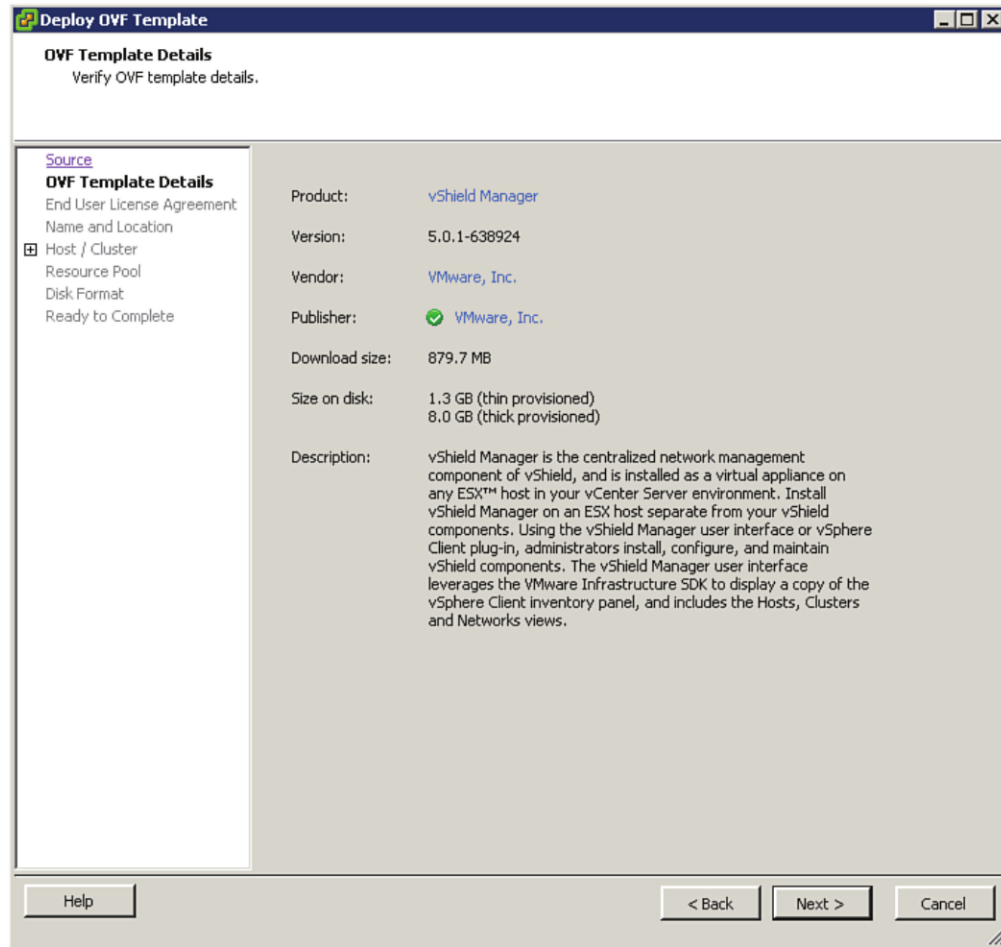 Deploy OVF Template
OVF Template Details
Verify OVF template details.
Source
OVF Template Details
End User License Agreement
Name and Location
Host / Cluster
Resource Pool
Disk Format
Ready to Complete
Product: vShield Manager
Version: 5.0.1-638924
Vendor: VMware, Inc.
Publisher: VMware, Inc.
Download size: 879.7 MB
Size on disk: 1.3 GB (thin provisioned)
8.0 GB (thick provisioned)
Description: vShield Manager is the centralized network management
component of vShield, and is installed as a virtual appliance on
any ESX™ host in your vCenter Server environment. Install
vShield Manager on an ESX host separate from your vShield
components. Using the vShield Manager user interface or vSphere
Client plug-in, administrators install, configure, and maintain
vShield components. The vShield Manager user interface
leverages the VMware Infrastructure SDK to display a copy of the
vSphere Client inventory panel, and includes the Hosts, Clusters
and Networks views.
Help < Back Next > Cancel